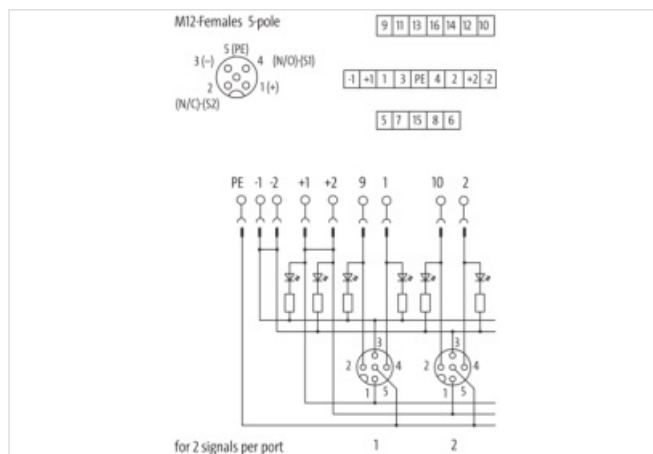 M12-Females 5-pole
9 11 13 16 14 12 10
5 (PE)
3 (–) 4 (N/O)-(S1)
2 1 (+)
(N/C)-(S2)
-1 +1 1 3 PE 4 2 +2 -2
5 7 15 8 6
PE -1 -2 +1 +2 9 1 10 2
3 3
2 4 2 4
1 5 1 5
for 2 signals per port 1 2